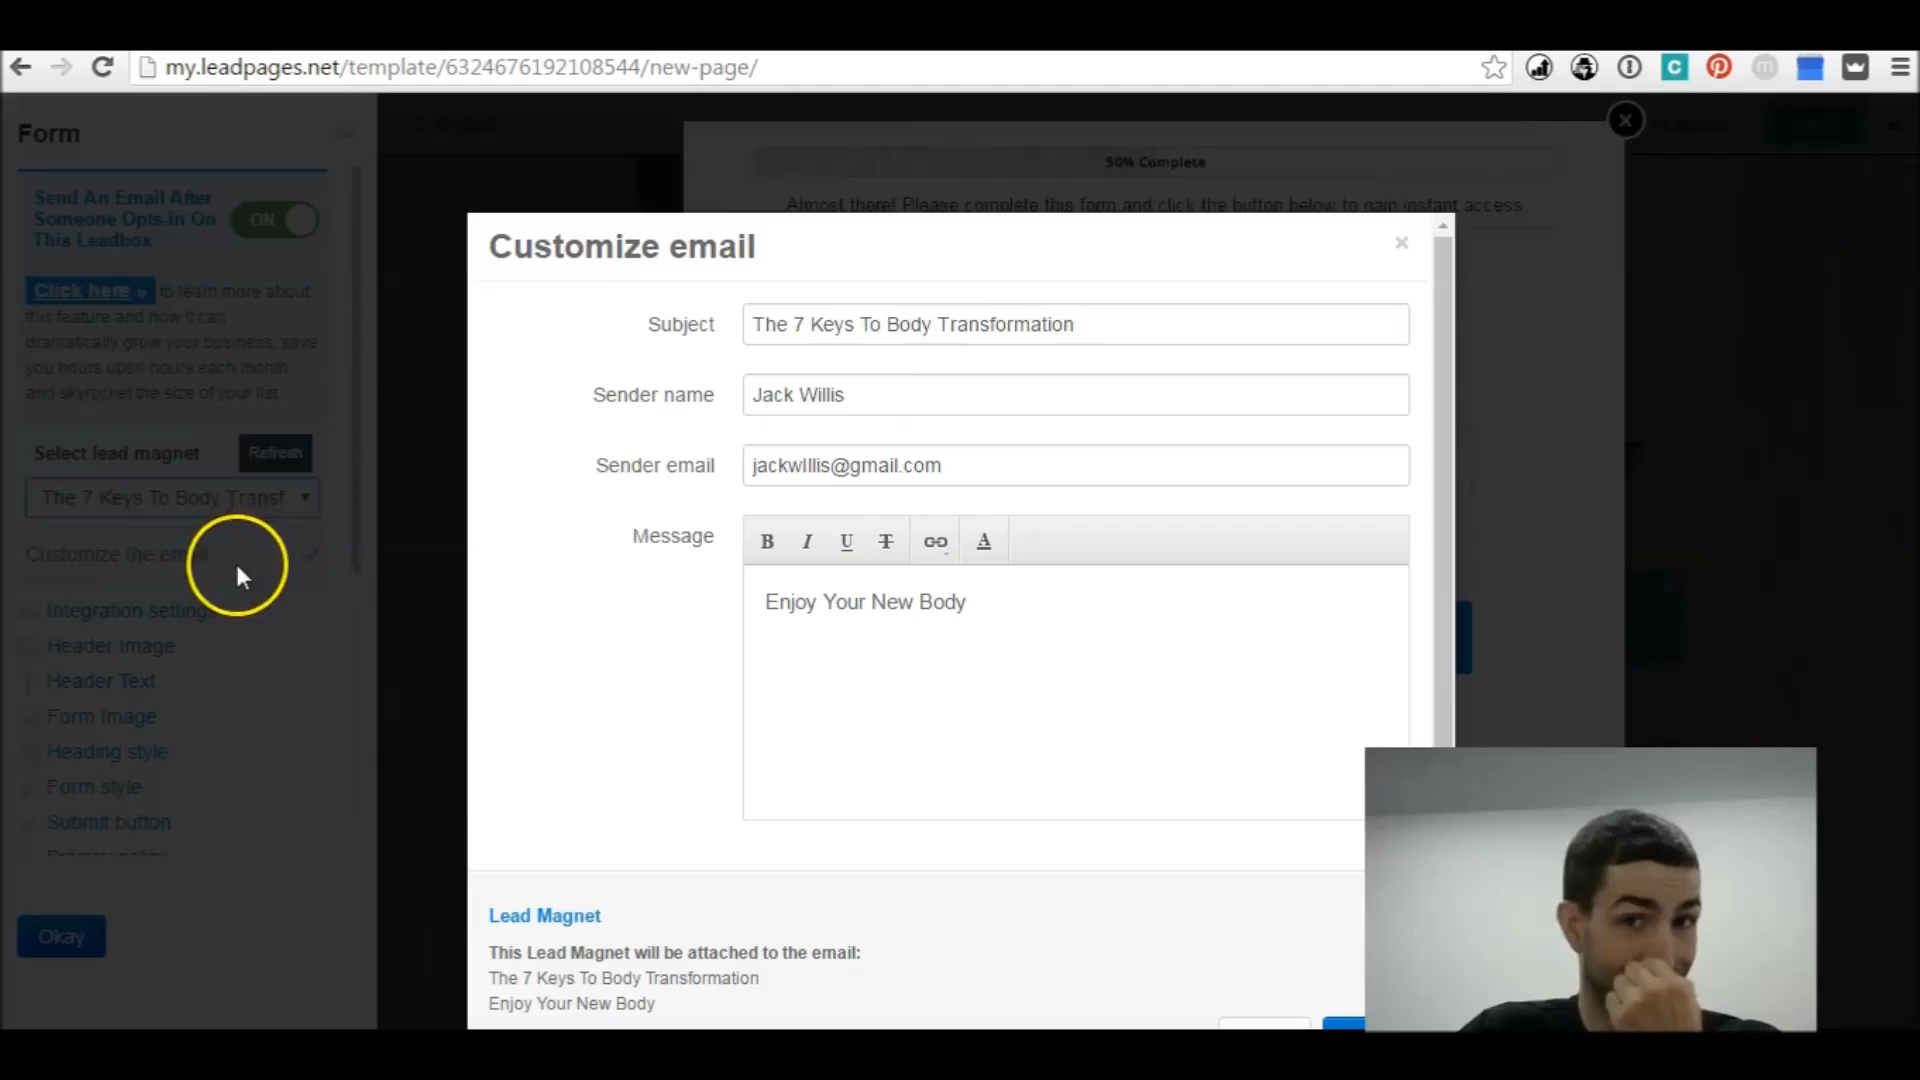 my.leadpages.net/template/6324676192108544/new-page/
Form
Send An Email After
Someone Opts-in On
This Leadbox
ON
Click here » to learn more about
this feature and how it can
dramatically grow your business, save
you hours upon hours each month
and skyrocket the size of your list
Select lead magnet
Refresh
The 7 Keys To Body Transf
Customize the email
Integration settings
Header Image
Header Text
Form Image
Heading style
Form style
Submit button
Privacy policy
Okay
50% Complete
Almost there! Please complete this form and click the button below to gain instant access
Customize email
×
Subject
The 7 Keys To Body Transformation
Sender name
Jack Willis
Sender email
jackwIllis@gmail.com
Message
B I U T A
Enjoy Your New Body
Lead Magnet
This Lead Magnet will be attached to the email:
The 7 Keys To Body Transformation
Enjoy Your New Body